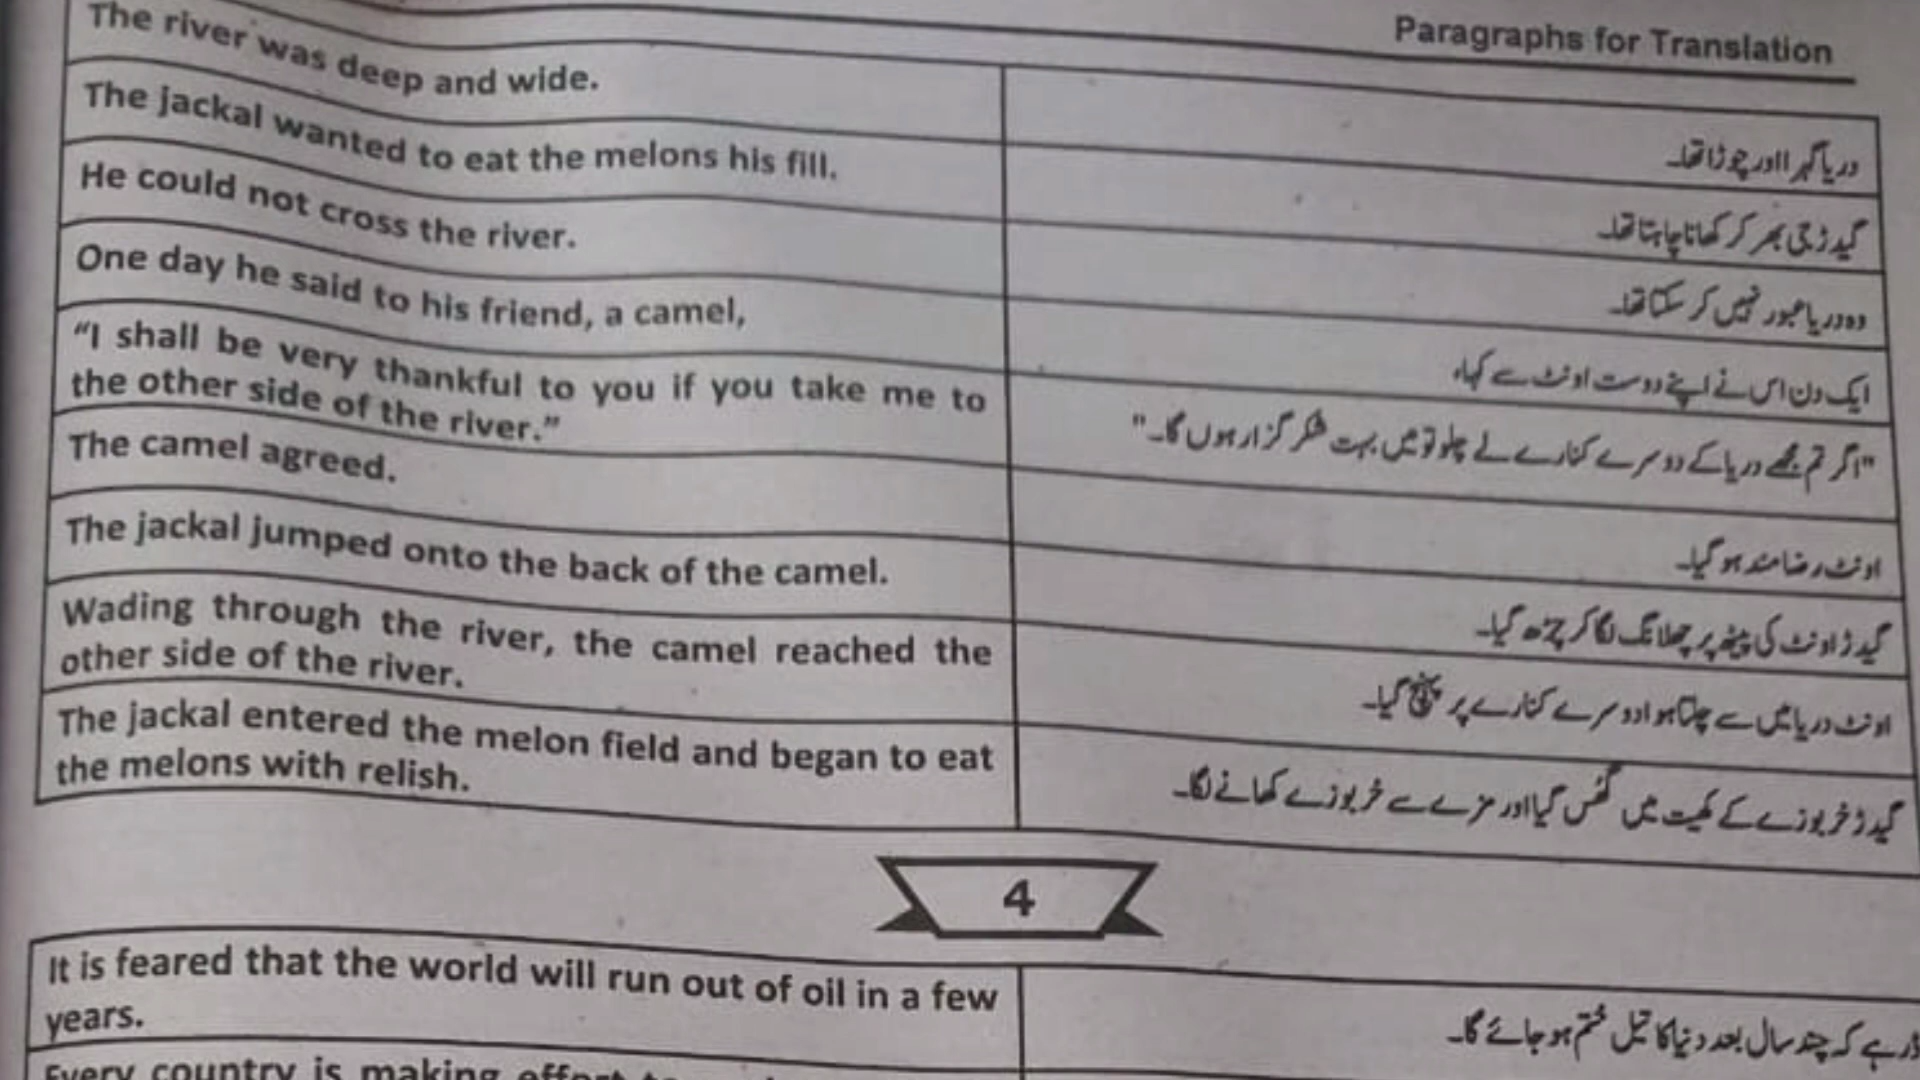 Paragraphs for Translation
The river was deep and wide.
دریا گہرا اور چوڑا تھا۔
The jackal wanted to eat the melons his fill.
گیدڑ جی بھر کر کھانا چاہتا تھا۔
He could not cross the river.
وہ دریا عبور نہیں کر سکتا تھا۔
One day he said to his friend, a camel,
ایک دن اس نے اپنے دوست اونٹ سے کہا،
“I shall be very thankful to you if you take me to
the other side of the river.”
"اگر تم مجھے دریا کے دوسرے کنارے لے چلو تو میں بہت شکر گزار ہوں گا۔"
The camel agreed.
اونٹ رضامند ہو گیا۔
The jackal jumped onto the back of the camel.
گیدڑ اونٹ کی پیٹھ پر چھلانگ لگا کر چڑھ گیا۔
Wading through the river, the camel reached the
other side of the river.
اونٹ دریا میں سے چلتا ہوا دوسرے کنارے پر پہنچ گیا۔
The jackal entered the melon field and began to eat
the melons with relish.
گیدڑ خربوزے کے کھیت میں گھس گیا اور مزے سے خربوزے کھانے لگا۔
4
It is feared that the world will run out of oil in a few
years.
ڈر ہے کہ چند سال بعد دنیا کا تیل ختم ہو جائے گا۔
Every country is making effort